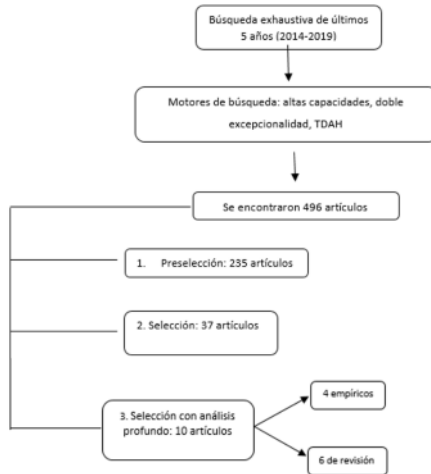 Búsqueda exhaustiva de últimos
5 años (2014-2019)
Motores de búsqueda: altas capacidades, doble
excepcionalidad, TDAH
Se encontraron 496 artículos
1. Preselección: 235 artículos
2. Selección: 37 artículos
3. Selección con análisis
profundo: 10 artículos
4 empíricos
6 de revisión